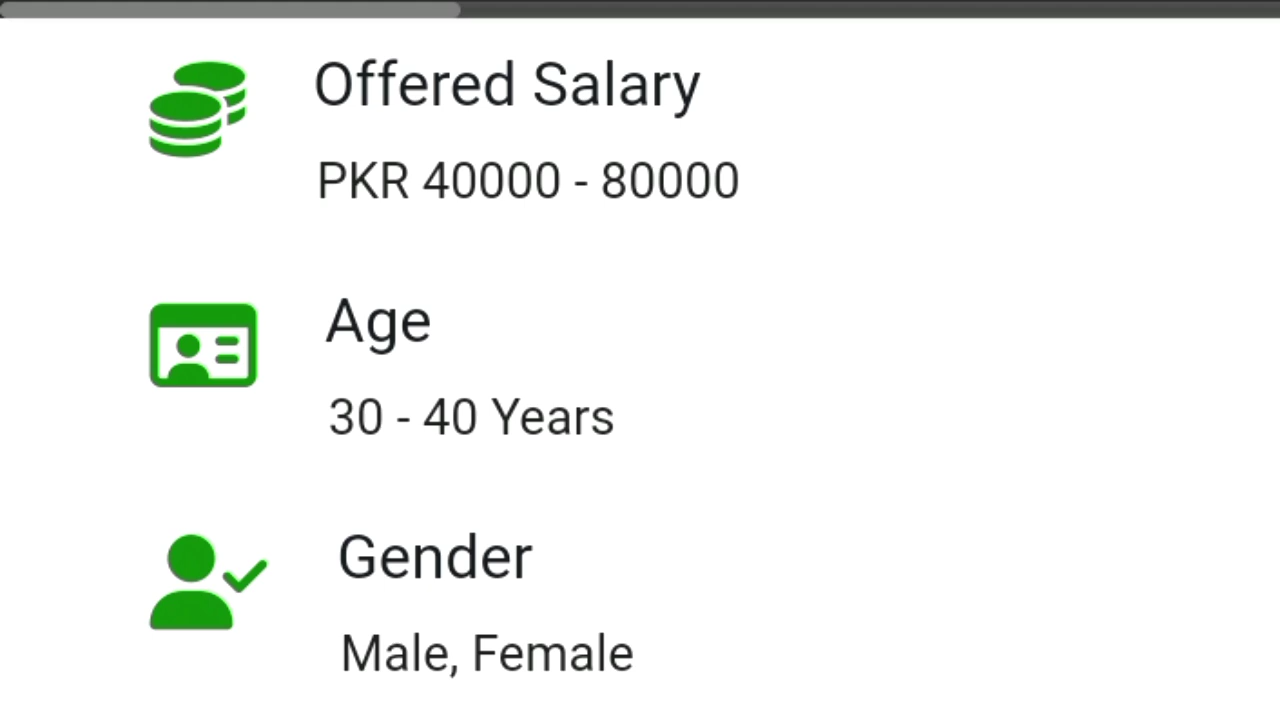 Offered Salary
PKR 40000 - 80000
Age
30 - 40 Years
Gender
Male, Female